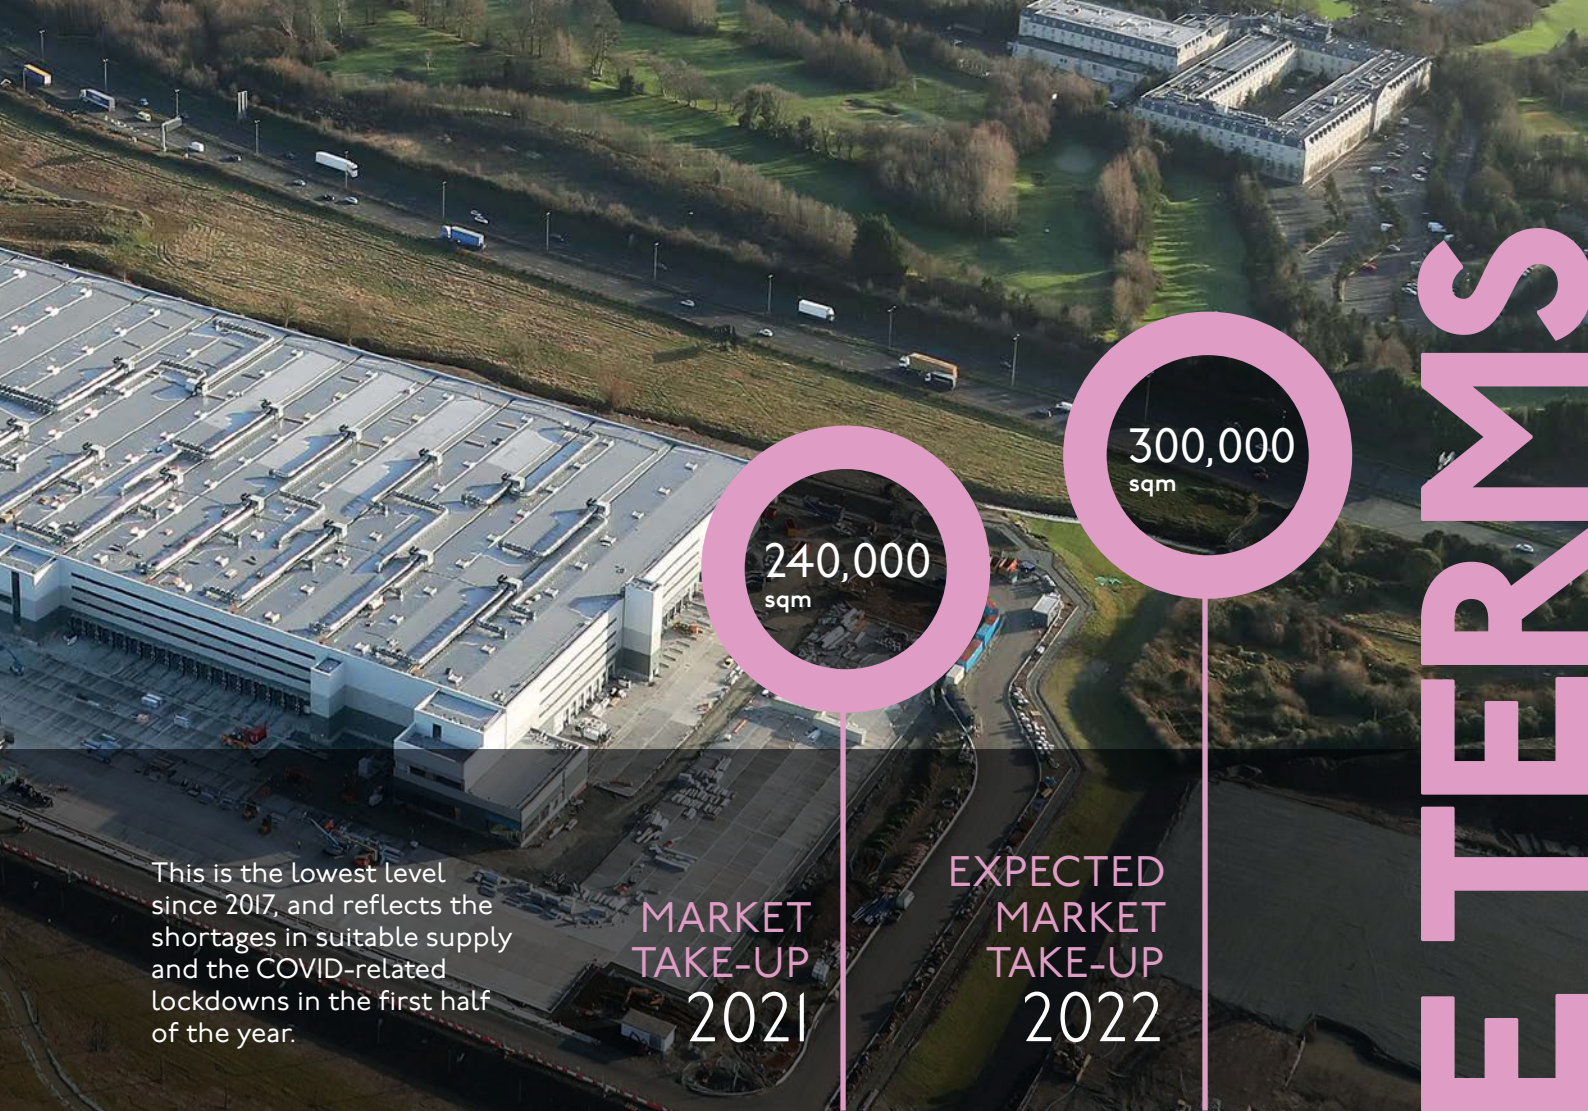 300,000
sqm
240,000
sqm
This is the lowest level
since 2017, and reflects the
shortages in suitable supply
and the COVID-related
lockdowns in the first half
of the year.
MARKET
TAKE-UP
2021
EXPECTED
MARKET
TAKE-UP
2022
E TERMS